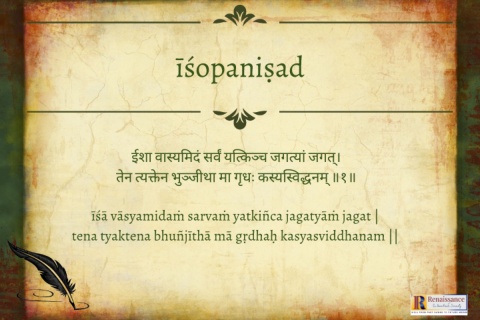 īśopaniṣad
ईशा वास्यमिदं सर्वं यत्किञ्च जगत्यां जगत्।
तेन त्यक्तेन भुञ्जीथा मा गृधः कस्यस्विद्धनम् ॥१॥
īśā vāsyamidaṁ sarvaṁ yatkiñca jagatyāṁ jagat |
tena tyaktena bhuñjīthā mā gṛdhaḥ kasyasviddhanam ||
Renaissance